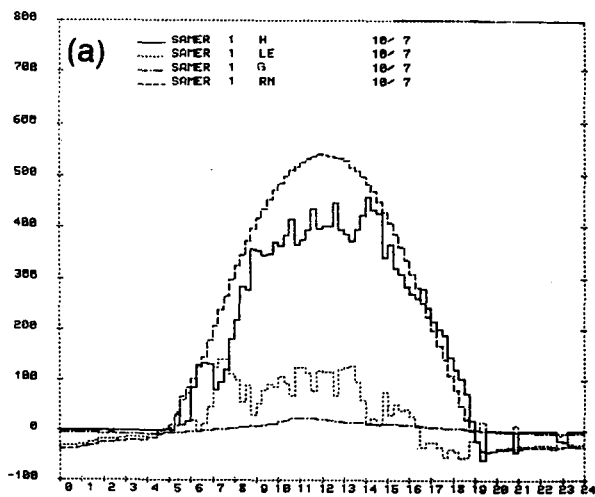 800
(a)
SAMER 1 H 10/ 7
SAMER 1 LE 10/ 7
SAMER 1 G 10/ 7
SAMER 1 RN 10/ 7
700
600
500
400
300
200
100
0
-100
0 1 2 3 4 5 6 7 8 9 10 11 12 13 14 15 16 17 18 19 20 21 22 23 24